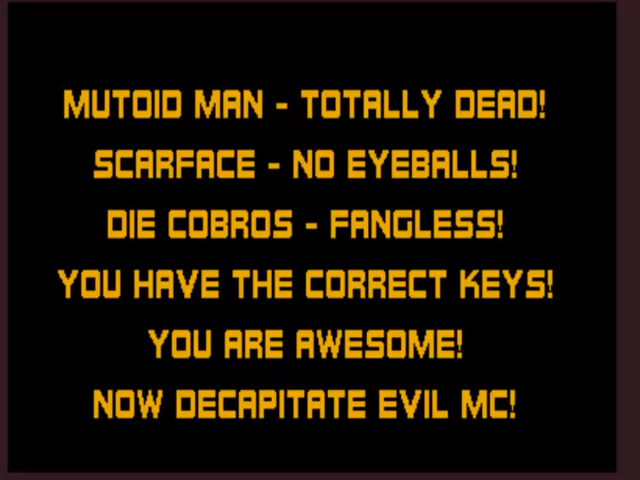 MUTOID MAN - TOTALLY DEAD!
SCARFACE - NO EYEBALLS!
DIE COBROS - FANGLESS!
YOU HAVE THE CORRECT KEYS!
YOU ARE AWESOME!
NOW DECAPITATE EVIL MC!